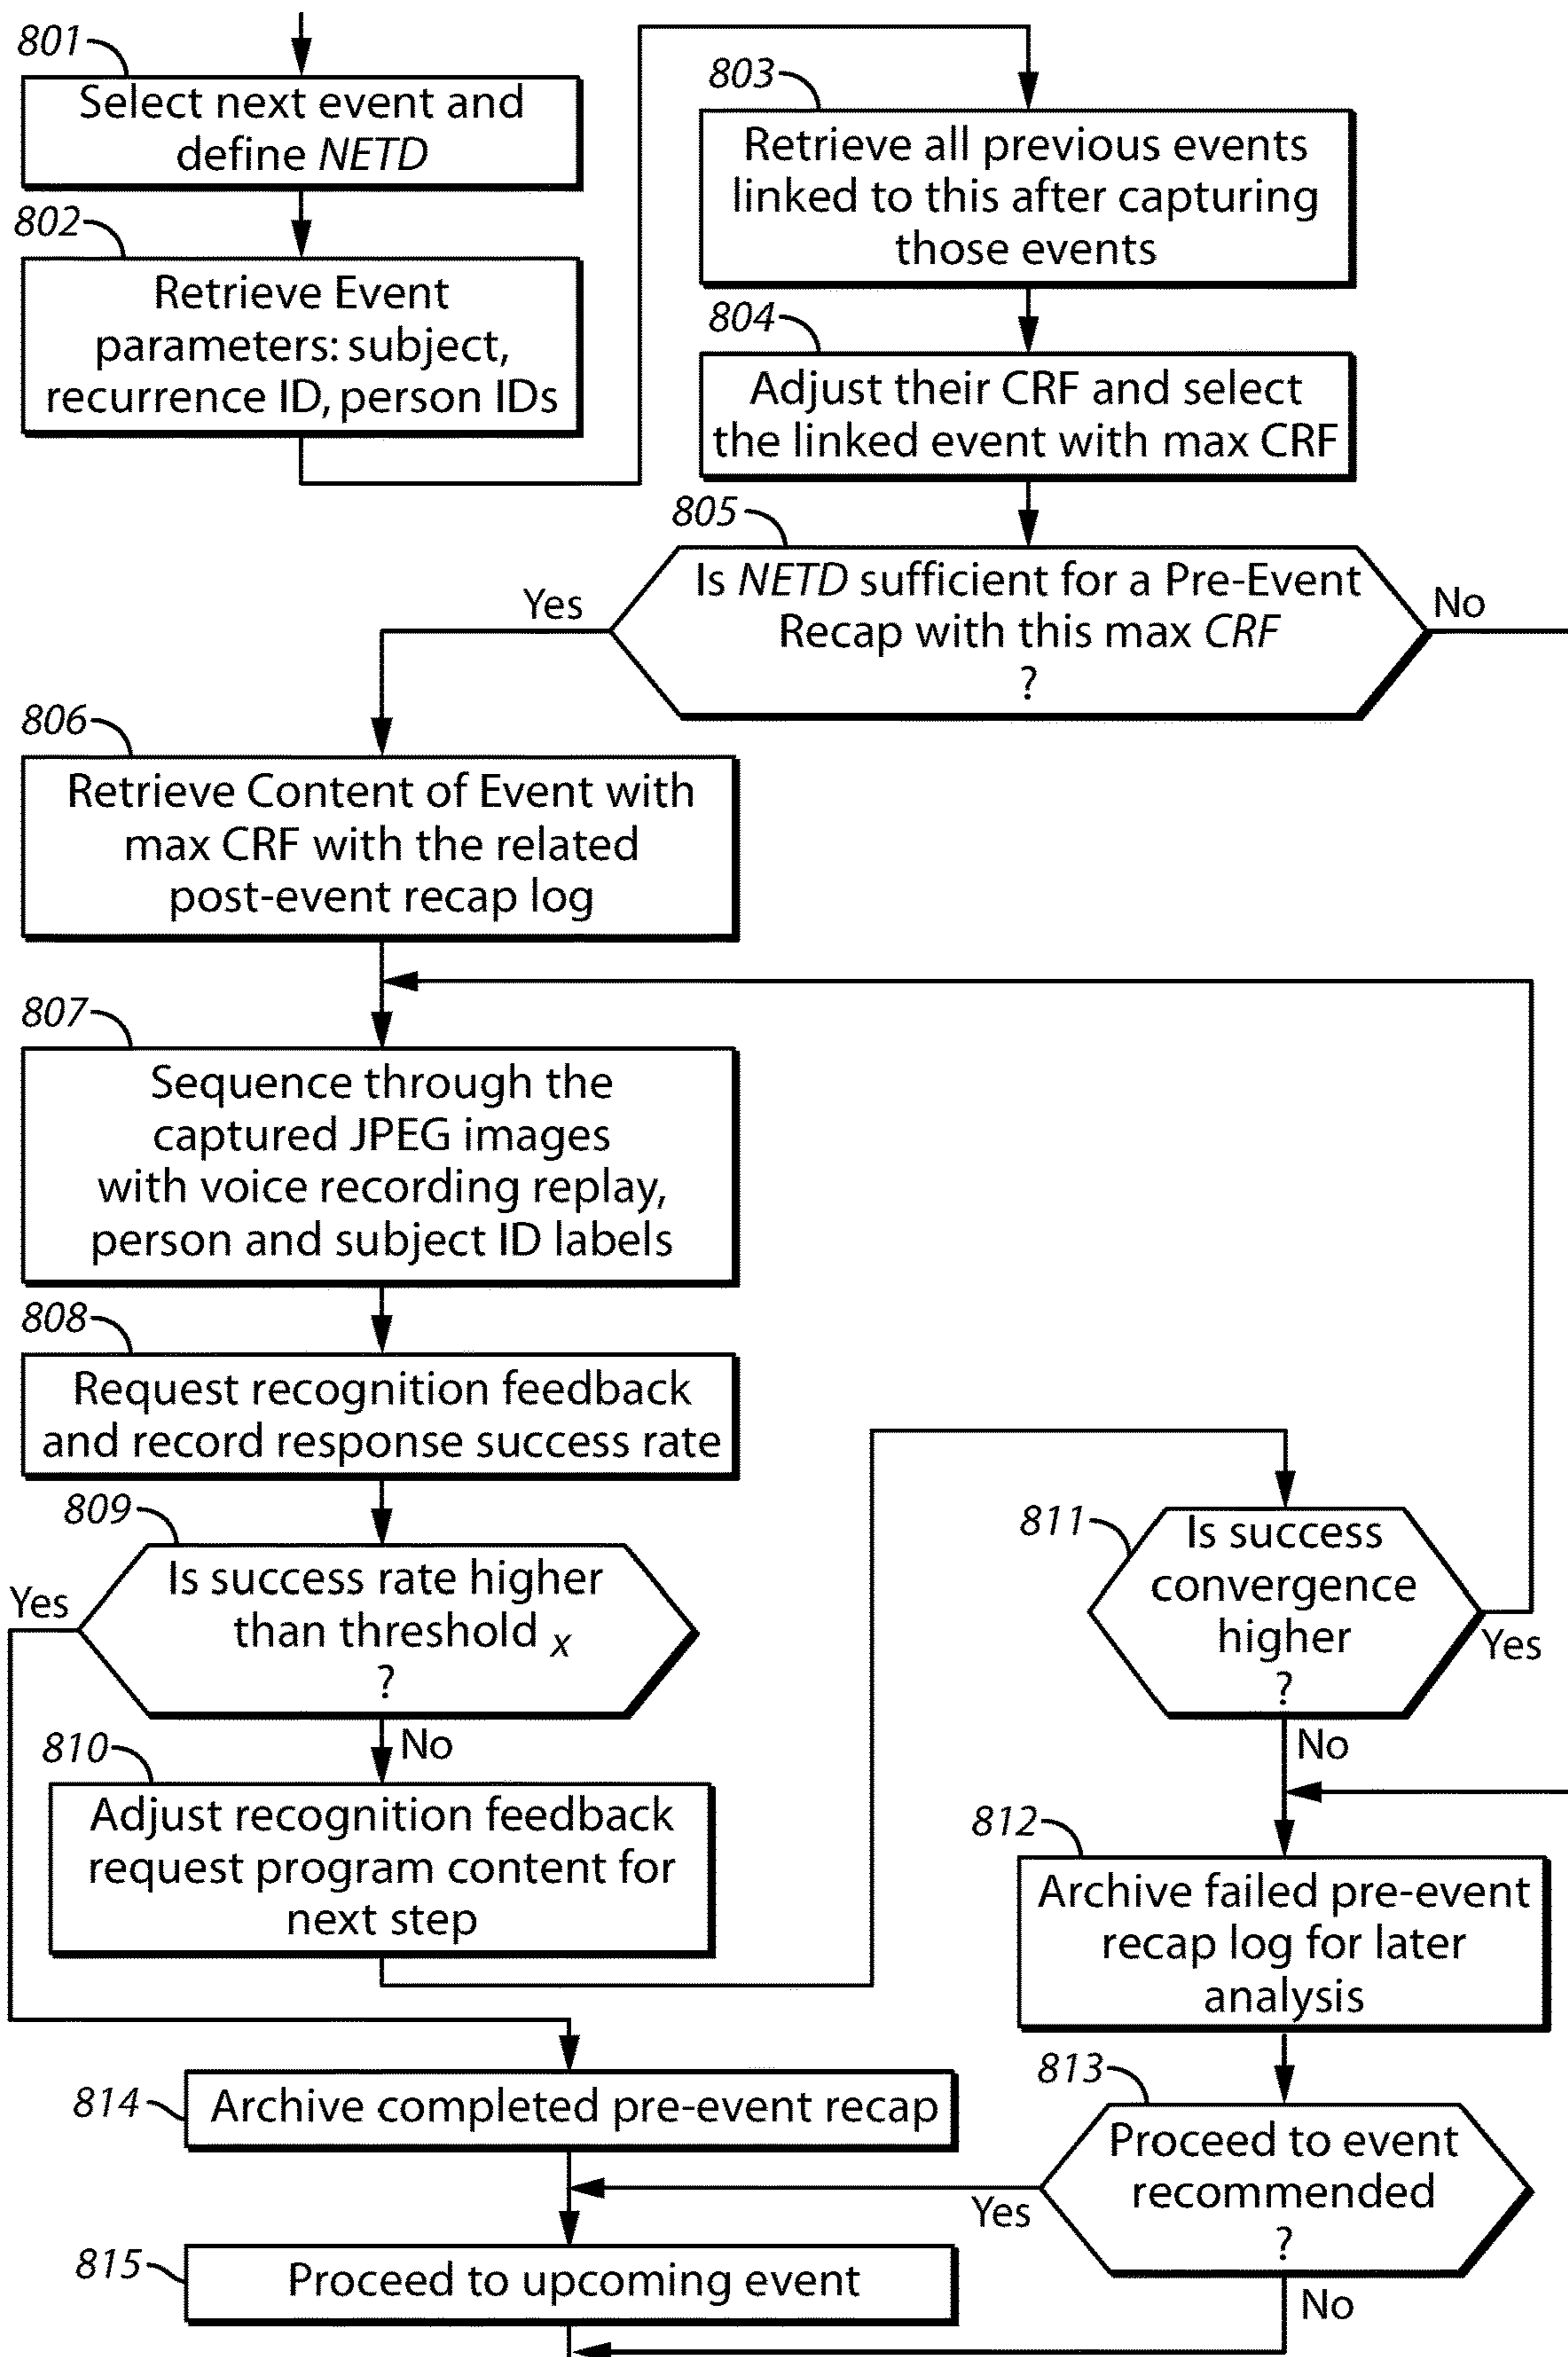 801
Select next event and
define NETD
802
Retrieve Event
parameters: subject,
recurrence ID, person IDs
803
Retrieve all previous events
linked to this after capturing
those events
804
Adjust their CRF and select
the linked event with max CRF
805
Is NETD sufficient for a Pre-Event
Recap with this max CRF
?
Yes
No
806
Retrieve Content of Event with
max CRF with the related
post-event recap log
807
Sequence through the
captured JPEG images
with voice recording replay,
person and subject ID labels
808
Request recognition feedback
and record response success rate
809
Is success rate higher
than threshold x
?
Yes
No
810
Adjust recognition feedback
request program content for
next step
811
Is success
convergence
higher
?
Yes
No
812
Archive failed pre-event
recap log for later
analysis
813
Proceed to event
recommended
?
Yes
No
814
Archive completed pre-event recap
815
Proceed to upcoming event